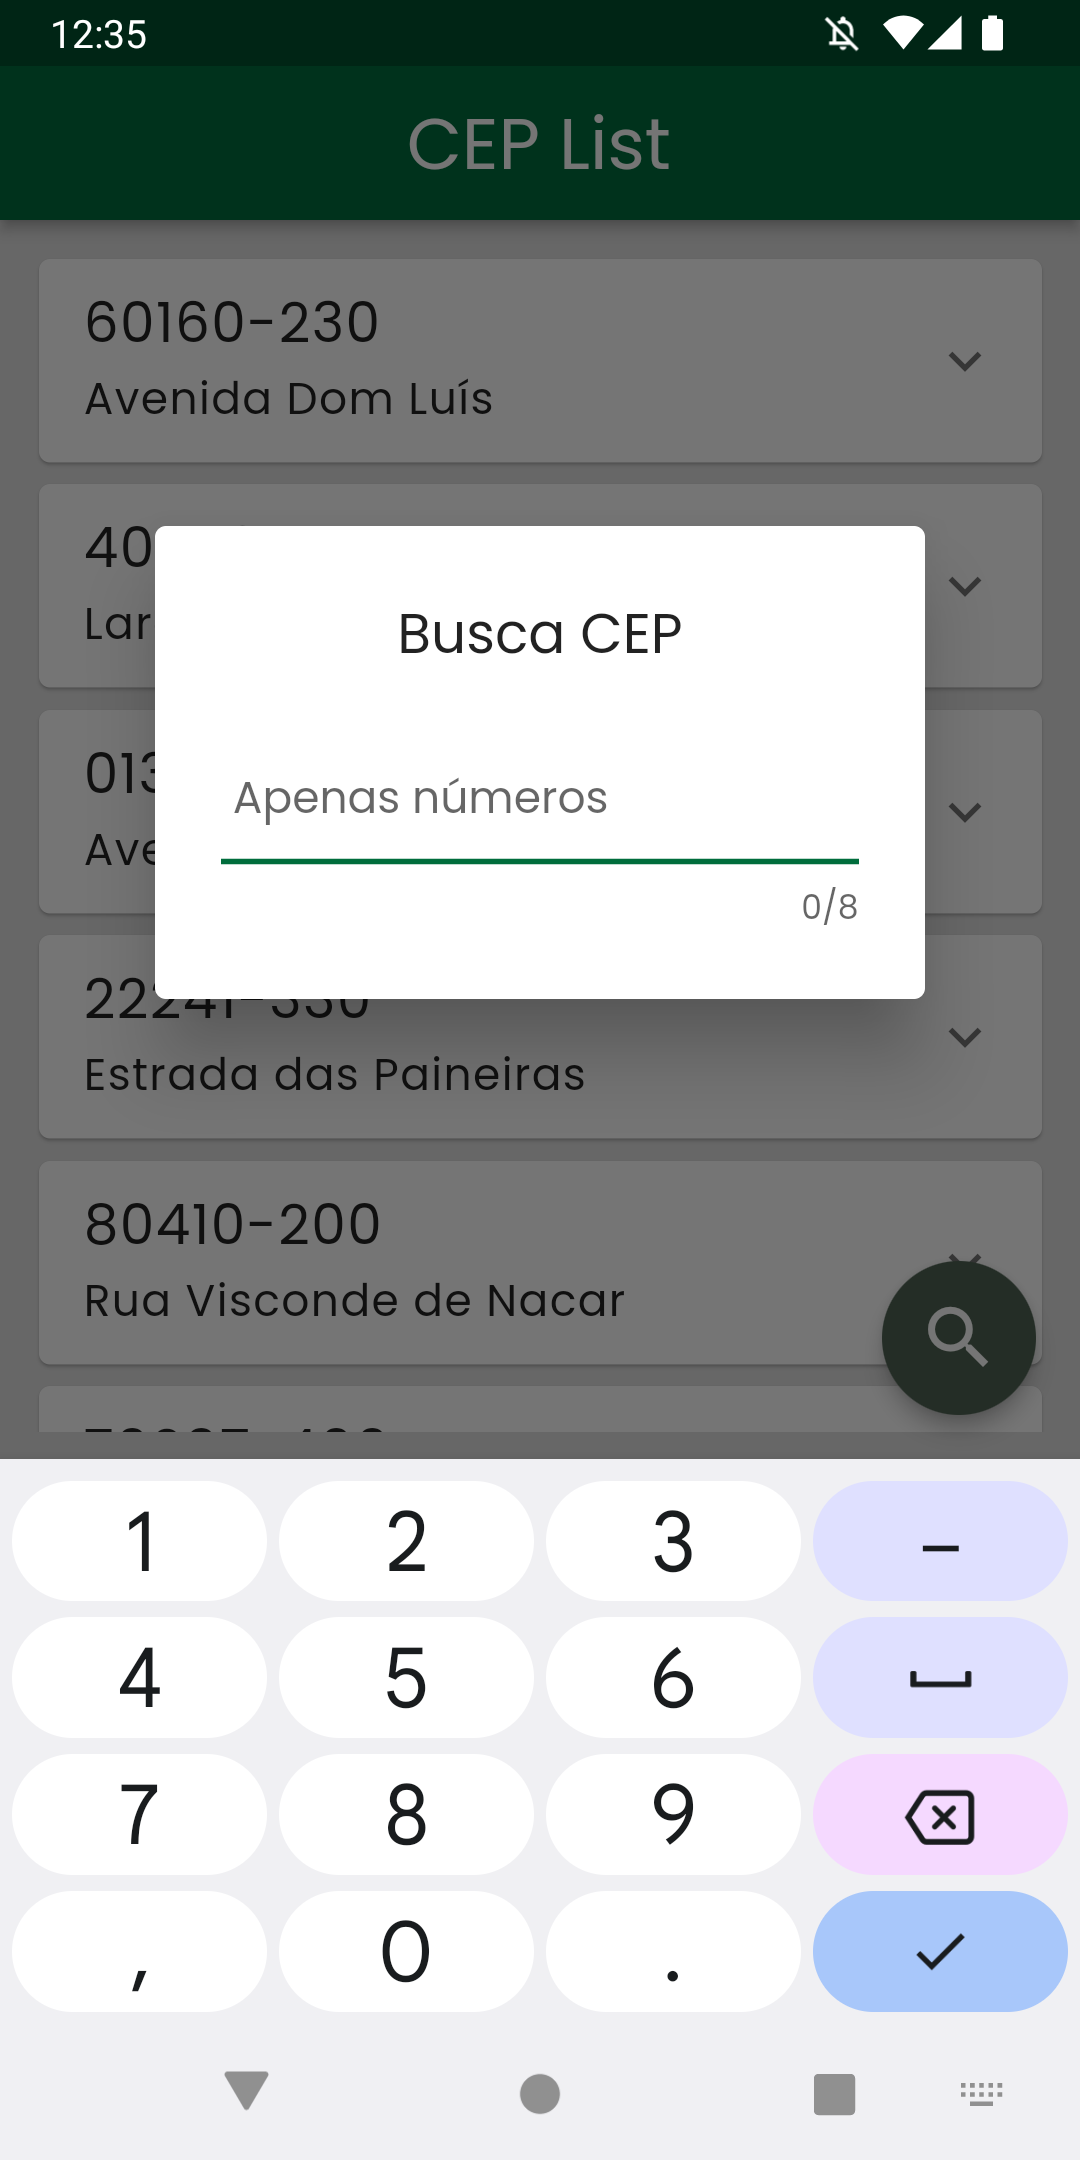 12:35
CEP List
60160-230
Avenida Dom Luís
40
Lar
Busca CEP
Apenas números
0/8
013
Ave
22241-330
Estrada das Paineiras
80410-200
Rua Visconde de Nacar
1 2 3 –
4 5 6
7 8 9
, 0 .